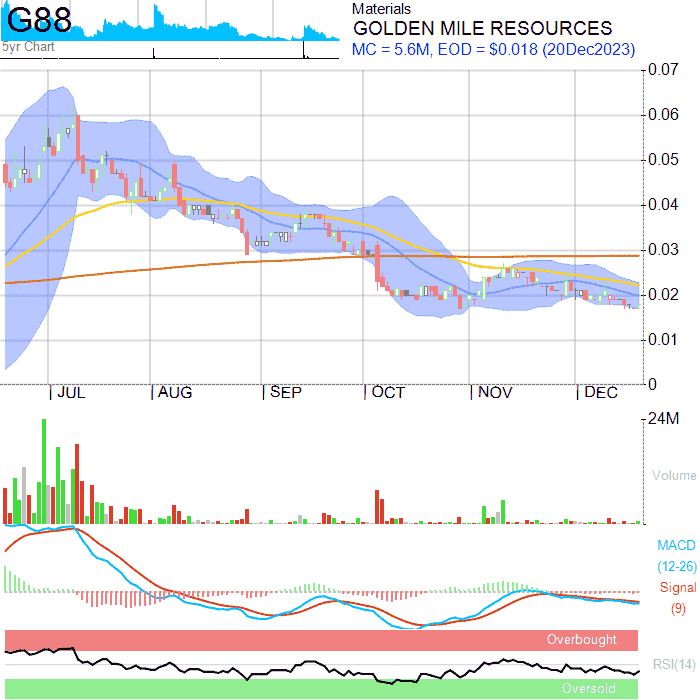 G88
5yr Chart
Materials
GOLDEN MILE RESOURCES
MC = 5.6M, EOD = $0.018 (20Dec2023)
0.07
0.06
0.05
0.04
0.03
0.02
0.01
0
| JUL | AUG | SEP | OCT | NOV | DEC
24M
Volume
MACD
(12-26)
Signal
(9)
Overbought
RSI(14)
Oversold